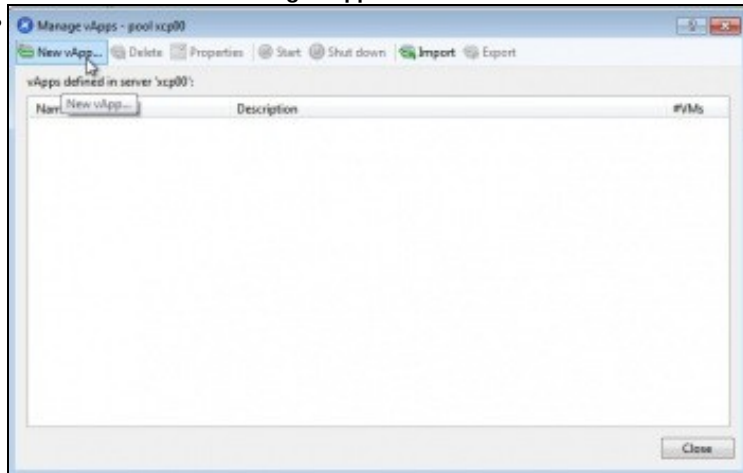 Manage vApps - pool xcp00
New vApp... Delete Properties Start Shut down Import Export
vApps defined in server 'xcp00':
Nam New vApp... Description #VMs
Close